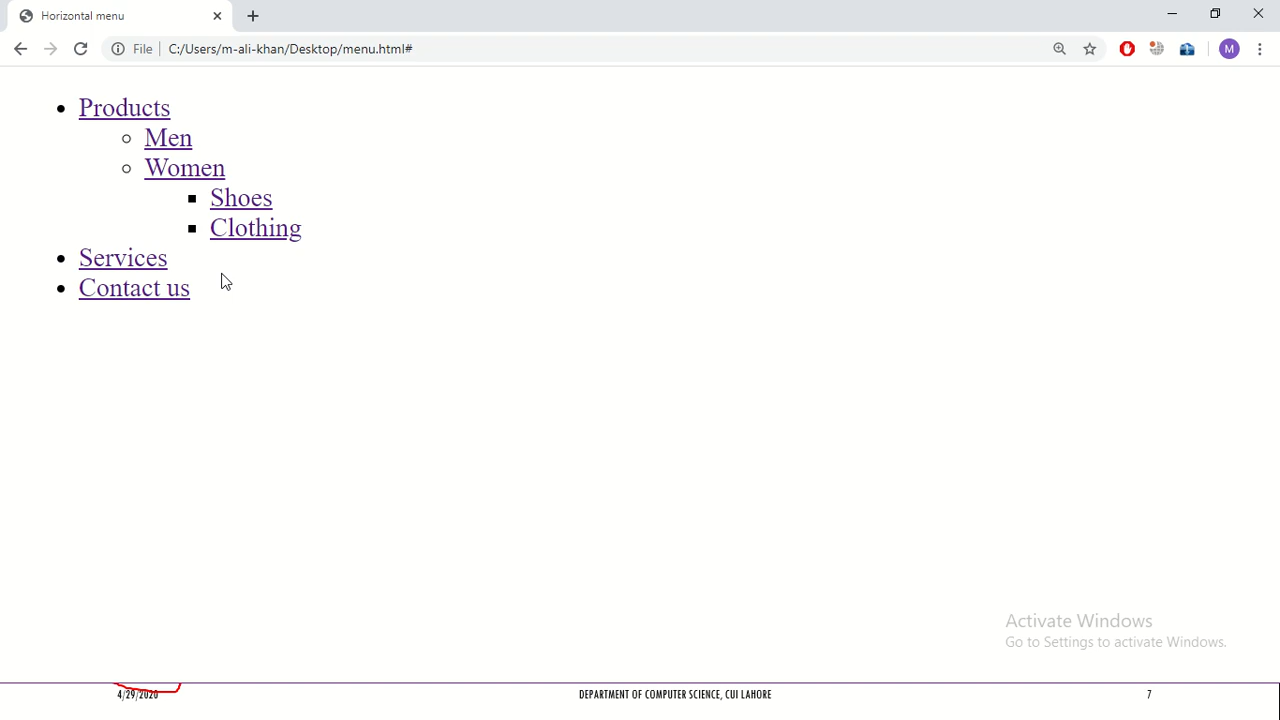 Horizontal menu
File C:/Users/m-ali-khan/Desktop/menu.html#
M
Products
Men
Women
Shoes
Clothing
Services
Contact us
Activate Windows
Go to Settings to activate Windows.
4/29/2020 DEPARTMENT OF COMPUTER SCIENCE, CUI LAHORE 7